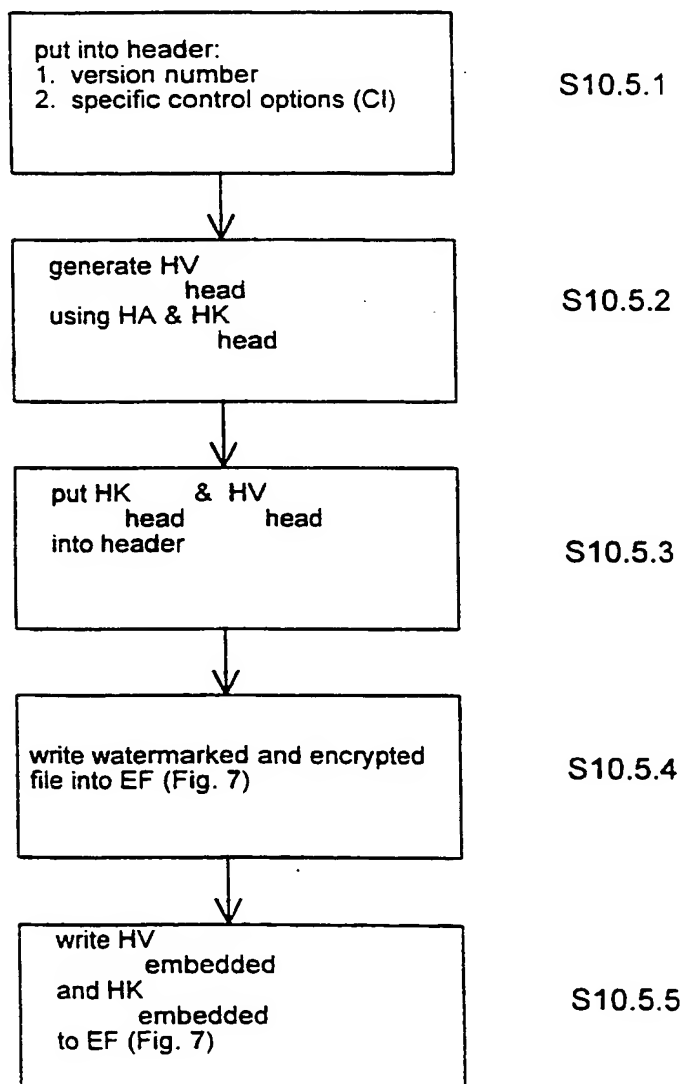 put into header:
1. version number
2. specific control options (CI)
S10.5.1
generate HV
head
using HA & HK
head
S10.5.2
put HK & HV
head head
into header
S10.5.3
write watermarked and encrypted
file into EF (Fig. 7)
S10.5.4
write HV
embedded
and HK
embedded
to EF (Fig. 7)
S10.5.5